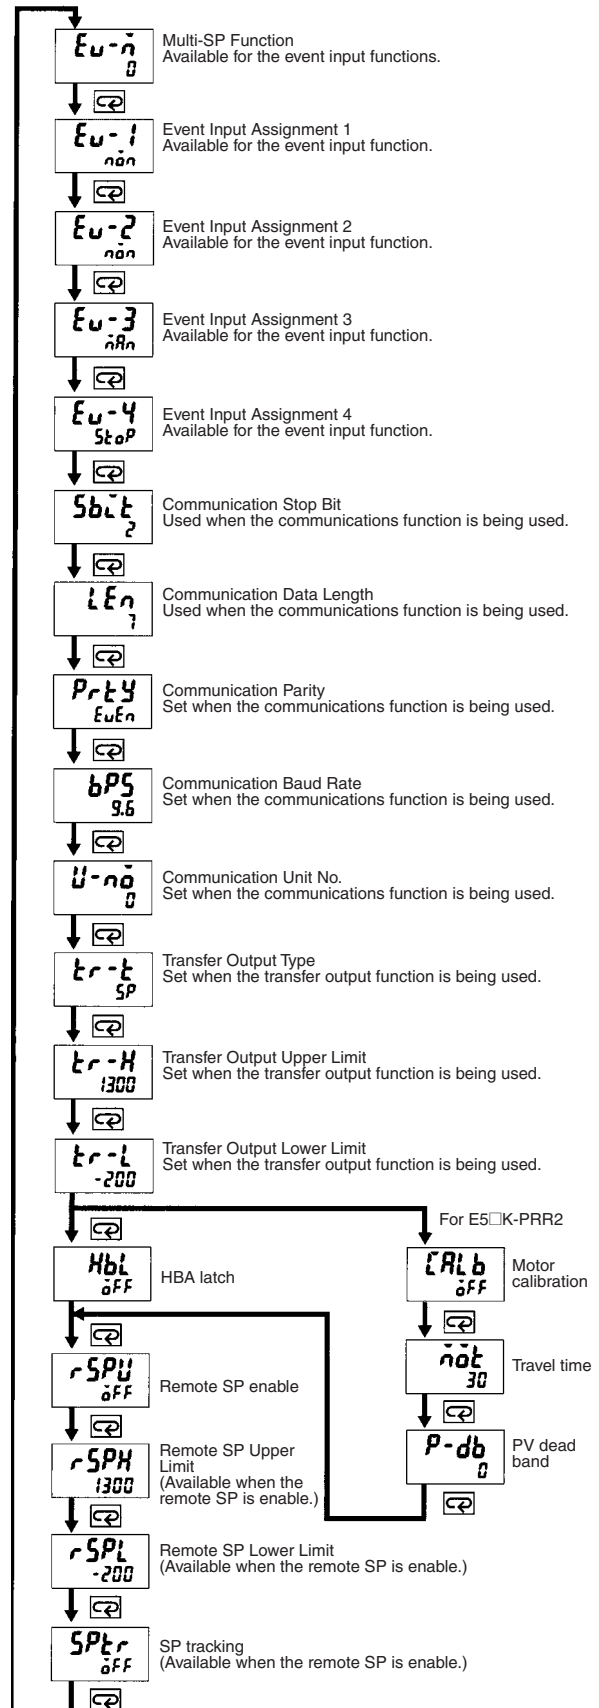 Eu-m
0
Multi-SP Function
Available for the event input functions.
Eu-1
non
Event Input Assignment 1
Available for the event input function.
Eu-2
non
Event Input Assignment 2
Available for the event input function.
Eu-3
mAn
Event Input Assignment 3
Available for the event input function.
Eu-4
StoP
Event Input Assignment 4
Available for the event input function.
Sbit
2
Communication Stop Bit
Used when the communications function is being used.
LEn
7
Communication Data Length
Used when the communications function is being used.
PrtY
EuEn
Communication Parity
Set when the communications function is being used.
bPS
9.6
Communication Baud Rate
Set when the communications function is being used.
U-no
0
Communication Unit No.
Set when the communications function is being used.
tr-t
SP
Transfer Output Type
Set when the transfer output function is being used.
tr-H
1300
Transfer Output Upper Limit
Set when the transfer output function is being used.
tr-L
-200
Transfer Output Lower Limit
Set when the transfer output function is being used.
For E5□K-PRR2
HbL
oFF
HBA latch
CALb
oFF
Motor
calibration
mot
30
Travel time
P-db
0
PV dead
band
rSPU
oFF
Remote SP enable
rSPH
1300
Remote SP Upper
Limit
(Available when the
remote SP is enable.)
rSPL
-200
Remote SP Lower Limit
(Available when the remote SP is enable.)
SPtr
oFF
SP tracking
(Available when the remote SP is enable.)